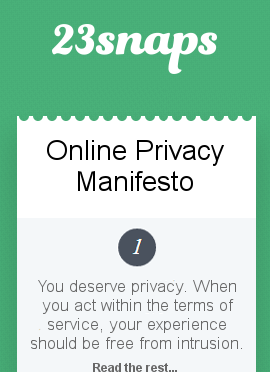 23snaps
Online Privacy
Manifesto
1
You deserve privacy. When
you act within the terms of
service, your experience
should be free from intrusion.
Read the rest...